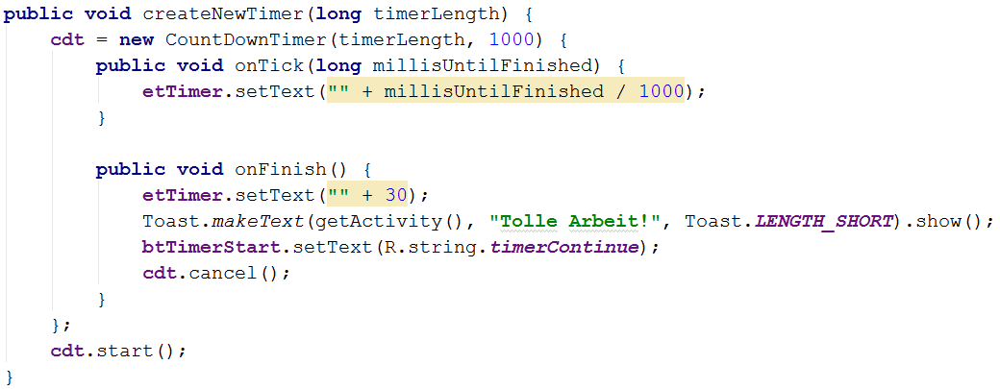 public void createNewTimer(long timerLength) {
    cdt = new CountDownTimer(timerLength, 1000) {
        public void onTick(long millisUntilFinished) {
            etTimer.setText("" + millisUntilFinished / 1000);
        }

        public void onFinish() {
            etTimer.setText("" + 30);
            Toast.makeText(getActivity(), "Tolle Arbeit!", Toast.LENGTH_SHORT).show();
            btTimerStart.setText(R.string.timerContinue);
            cdt.cancel();
        }
    };
    cdt.start();
}